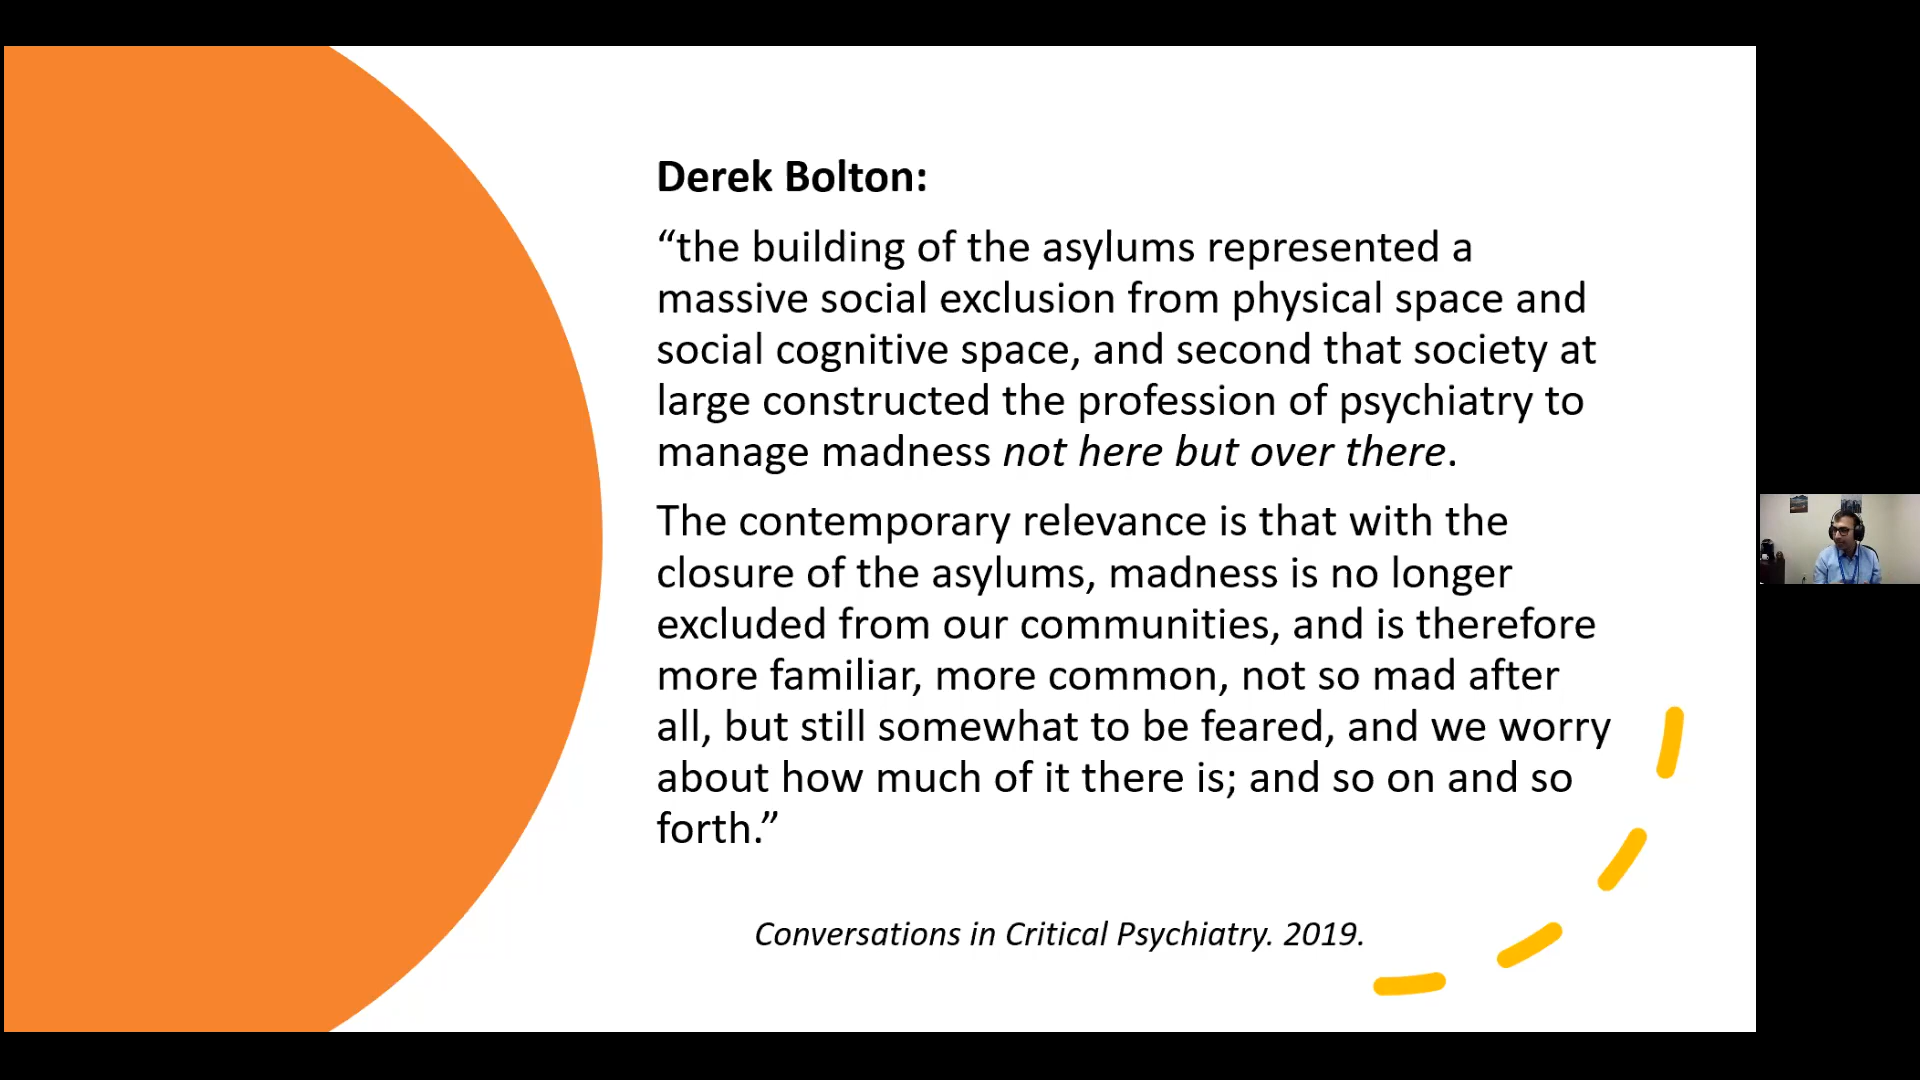 Derek Bolton:
“the building of the asylums represented a
massive social exclusion from physical space and
social cognitive space, and second that society at
large constructed the profession of psychiatry to
manage madness not here but over there.
The contemporary relevance is that with the
closure of the asylums, madness is no longer
excluded from our communities, and is therefore
more familiar, more common, not so mad after
all, but still somewhat to be feared, and we worry
about how much of it there is; and so on and so
forth.”
Conversations in Critical Psychiatry. 2019.